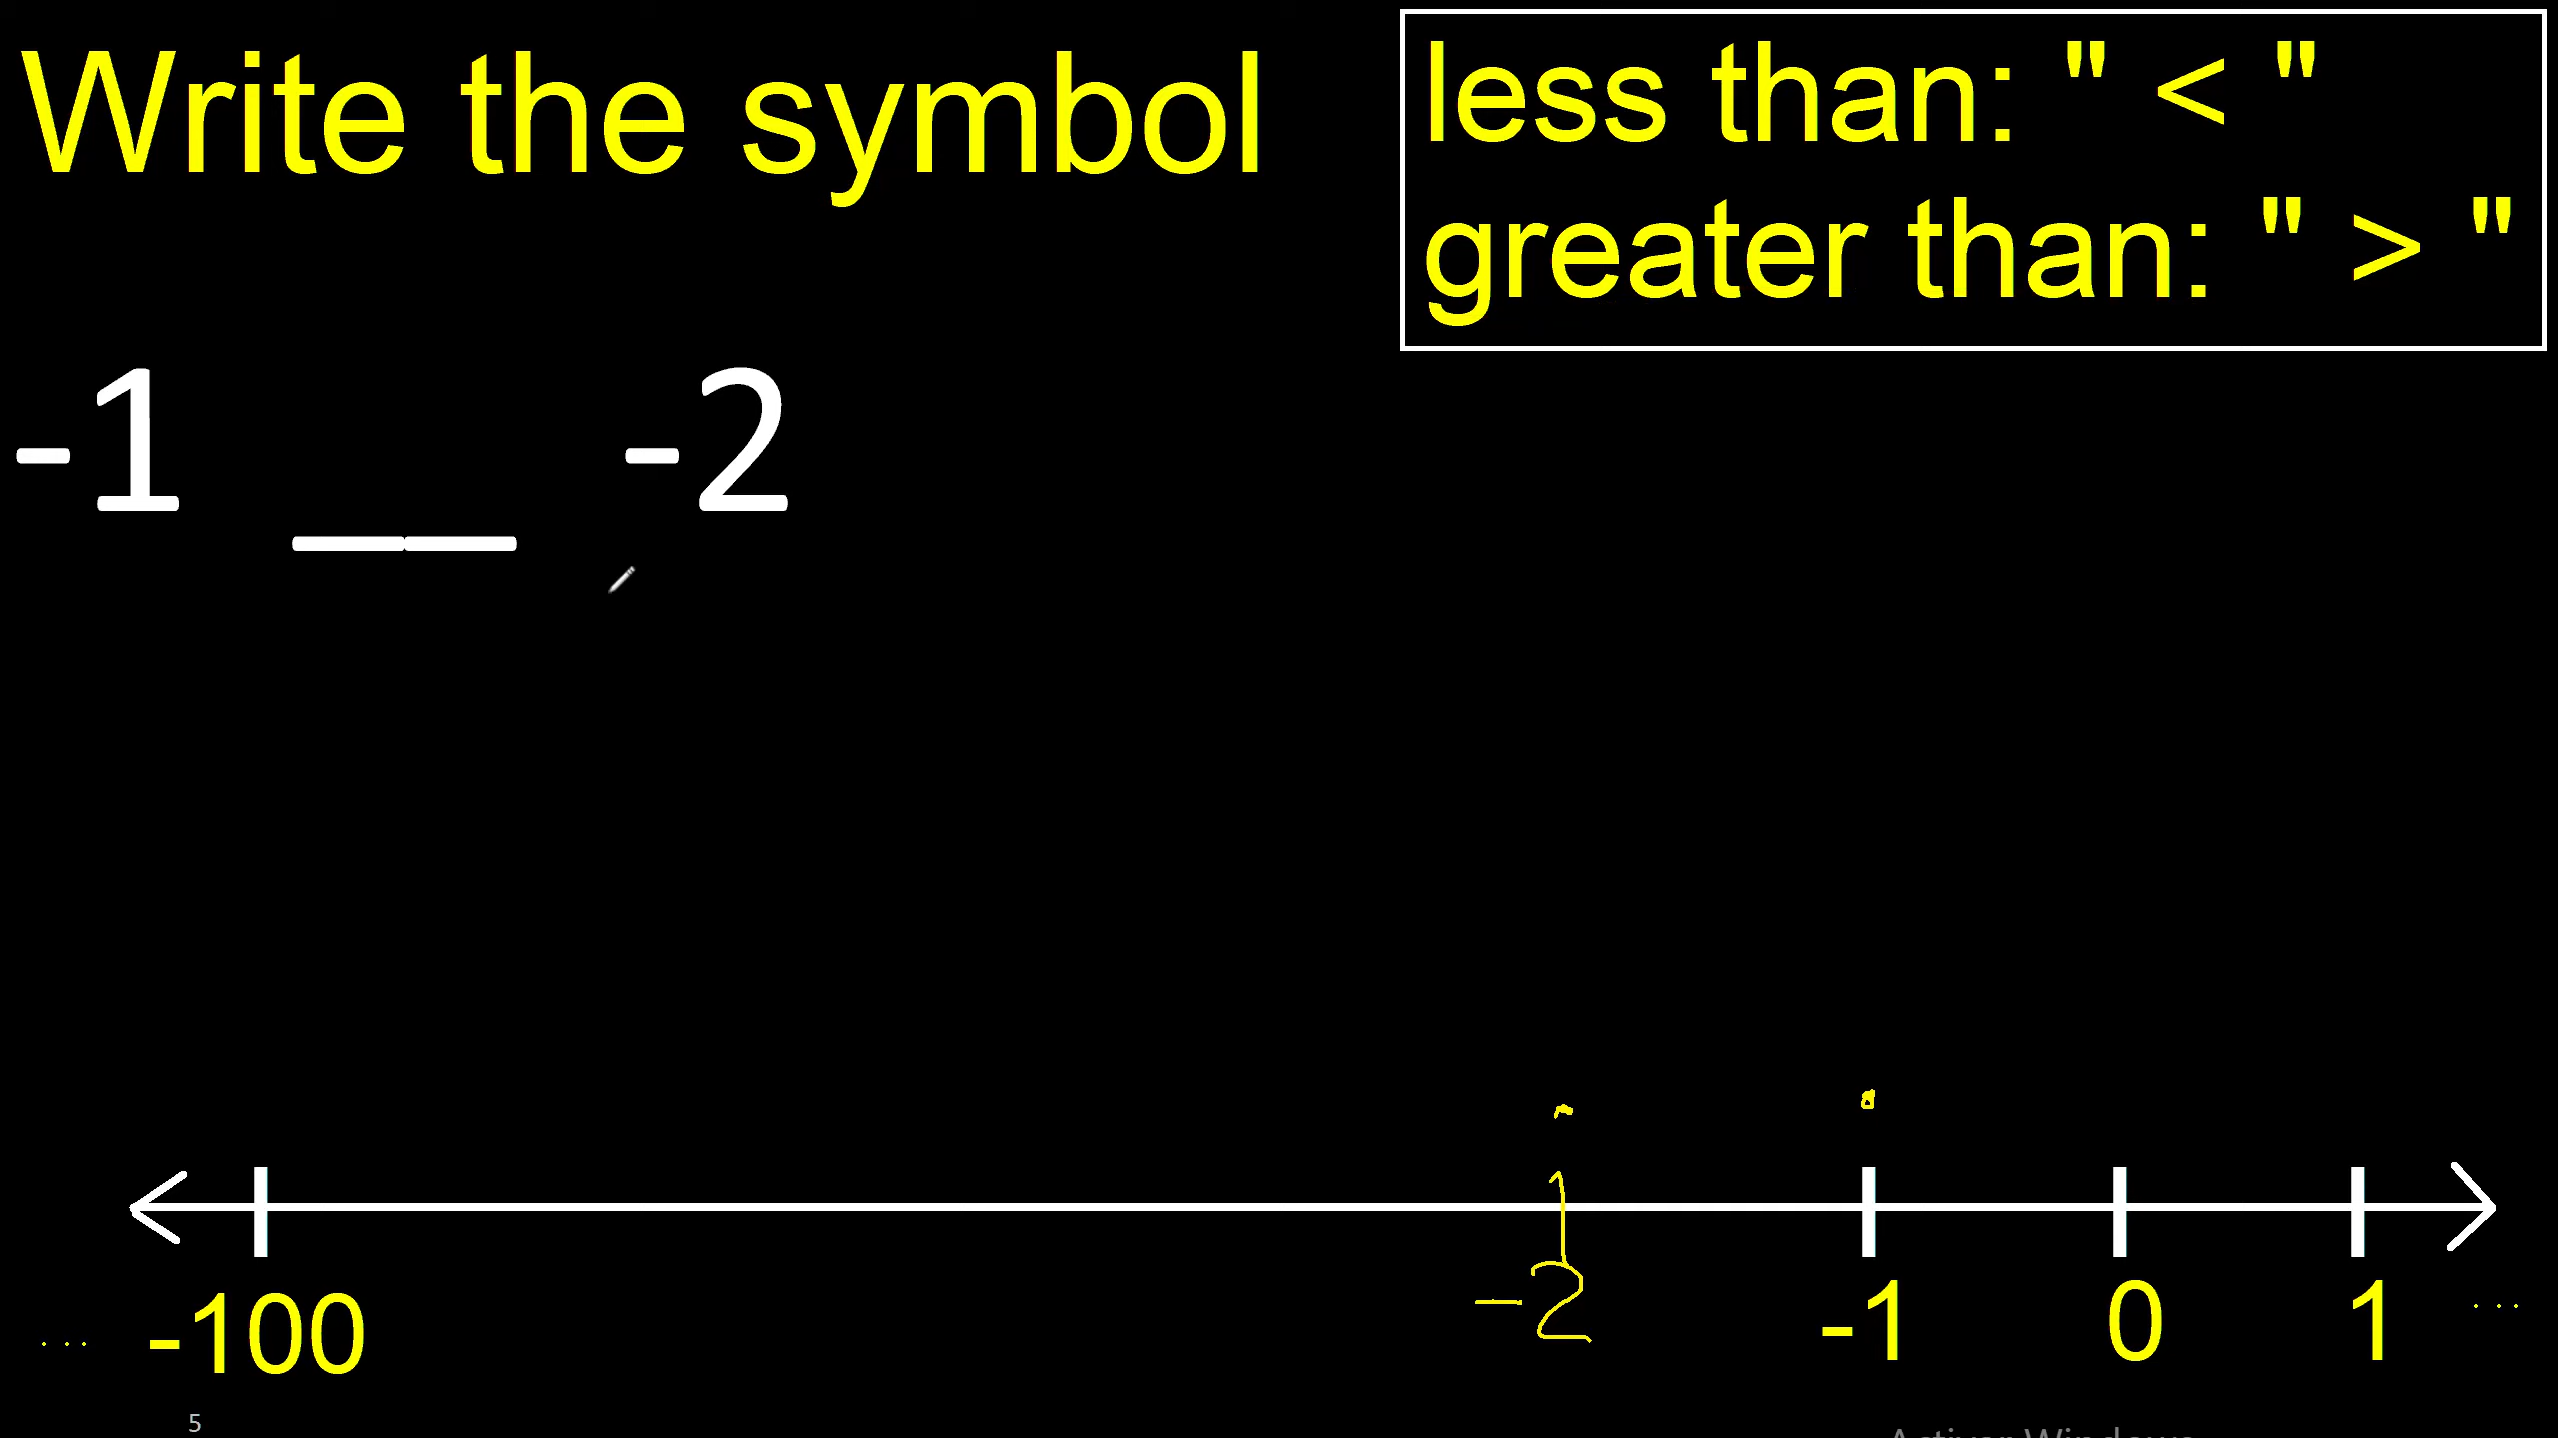 Write the symbol
less than: " < "
greater than: " > "
-1 __ -2
... -100 -2 -1 0 1 ...
5